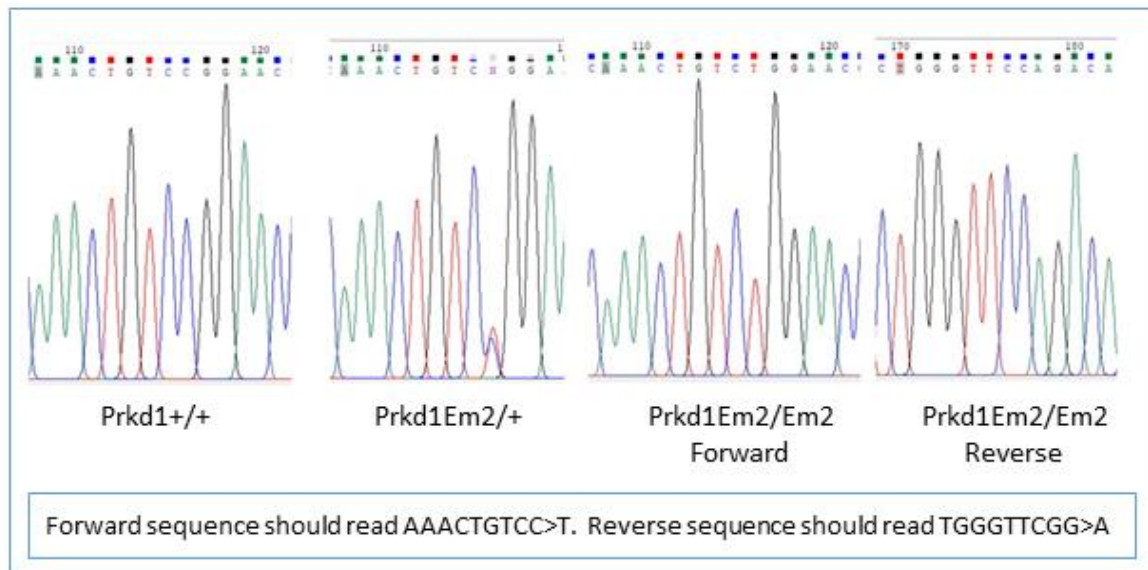 110 120
AAACTGTCCGGAAC
110
AAACTGTCNGGA
110 120
CAAACTGTCTGGAAC
170 180
CTGGGTTCCAGACA
Prkd1+/+
Prkd1Em2/+
Prkd1Em2/Em2
Forward
Prkd1Em2/Em2
Reverse
Forward sequence should read AAACTGTCC>T. Reverse sequence should read TGGGTTCGG>A